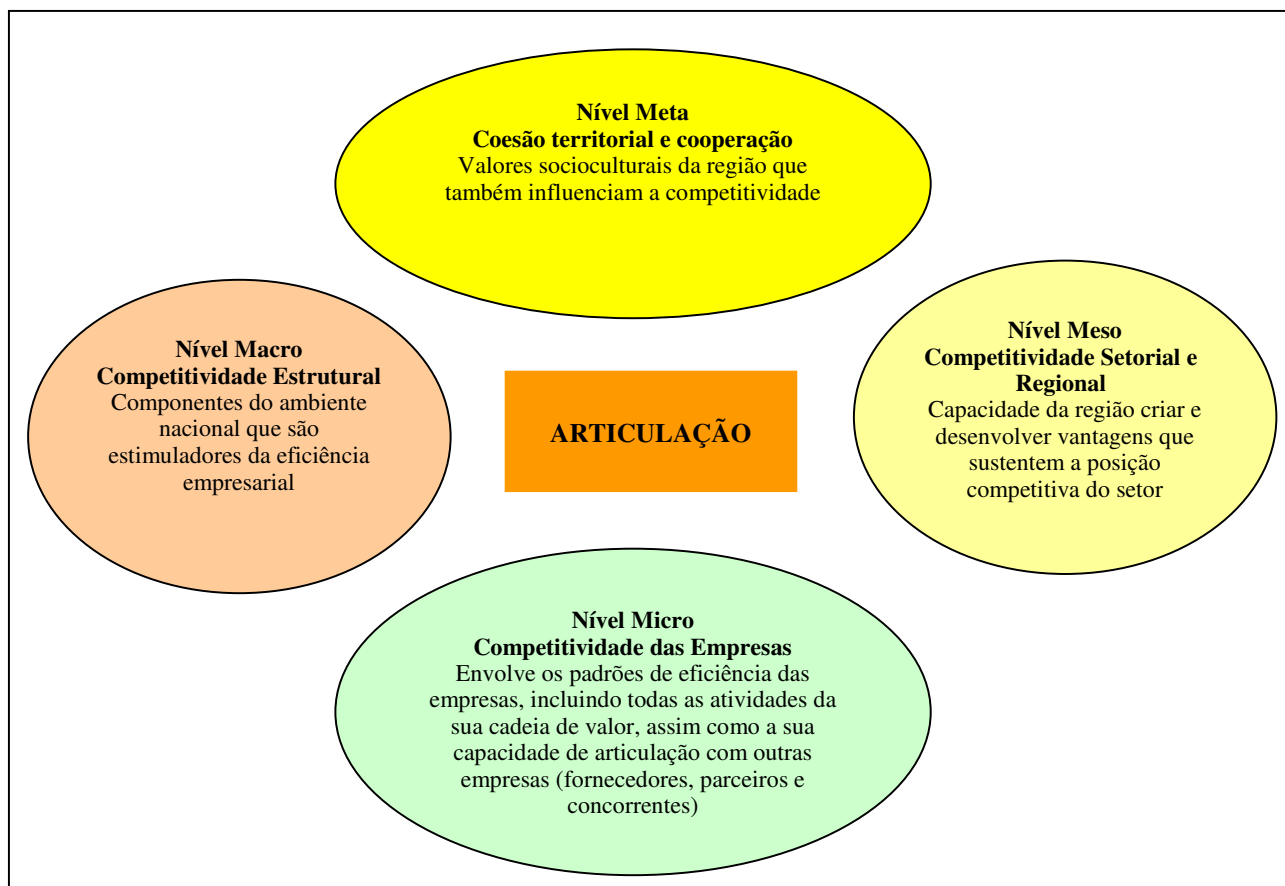 Nível Meta
Coesão territorial e cooperação
Valores socioculturais da região que
também influenciam a competitividade
Nível Macro
Competitividade Estrutural
Componentes do ambiente
nacional que são
estimuladores da eficiência
empresarial
ARTICULAÇÃO
Nível Meso
Competitividade Setorial e
Regional
Capacidade da região criar e
desenvolver vantagens que
sustentem a posição
competitiva do setor
Nível Micro
Competitividade das Empresas
Envolve os padrões de eficiência das
empresas, incluindo todas as atividades da
sua cadeia de valor, assim como a sua
capacidade de articulação com outras
empresas (fornecedores, parceiros e
concorrentes)